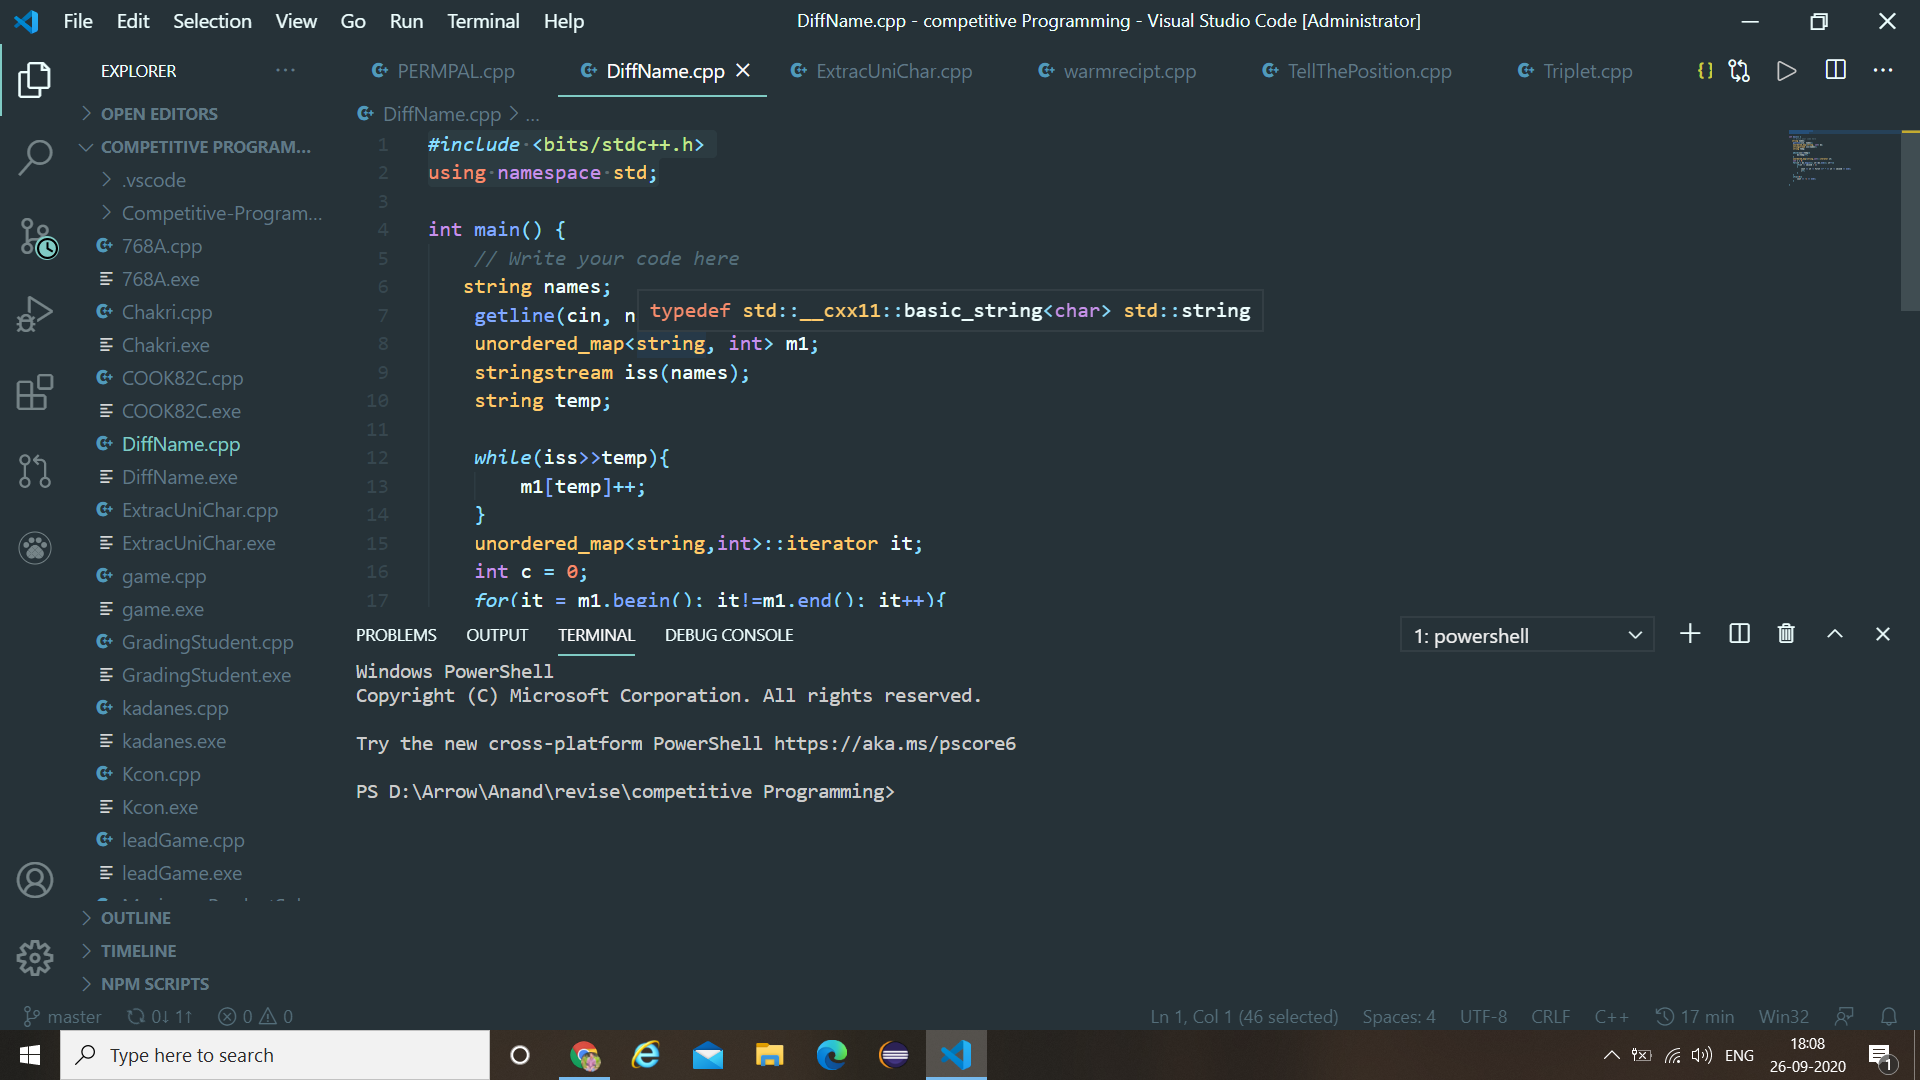 File Edit Selection View Go Run Terminal Help
DiffName.cpp - competitive Programming - Visual Studio Code [Administrator]
EXPLORER
PERMPAL.cpp DiffName.cpp ExtracUniChar.cpp warmrecipt.cpp TellThePosition.cpp Triplet.cpp
OPEN EDITORS
COMPETITIVE PROGRAM...
.vscode
Competitive-Program...
768A.cpp
768A.exe
Chakri.cpp
Chakri.exe
COOK82C.cpp
COOK82C.exe
DiffName.cpp
DiffName.exe
ExtracUniChar.cpp
ExtracUniChar.exe
game.cpp
game.exe
GradingStudent.cpp
GradingStudent.exe
kadanes.cpp
kadanes.exe
Kcon.cpp
Kcon.exe
leadGame.cpp
leadGame.exe
OUTLINE
TIMELINE
NPM SCRIPTS
DiffName.cpp > ...
1 #include <bits/stdc++.h>
2 using namespace std;
3
4 int main() {
5 // Write your code here
6 string names;
7 getline(cin, n
typedef std::__cxx11::basic_string<char> std::string
8 unordered_map<string, int> m1;
9 stringstream iss(names);
10 string temp;
11
12 while(iss>>temp){
13 m1[temp]++;
14 }
15 unordered_map<string,int>::iterator it;
16 int c = 0;
17 for(it = m1.begin(); it!=m1.end(); it++){
PROBLEMS OUTPUT TERMINAL DEBUG CONSOLE
1: powershell
Windows PowerShell
Copyright (C) Microsoft Corporation. All rights reserved.
Try the new cross-platform PowerShell https://aka.ms/pscore6
PS D:\Arrow\Anand\revise\competitive Programming>
master 0↓ 1↑ 0 0
Ln 1, Col 1 (46 selected) Spaces: 4 UTF-8 CRLF C++ 17 min Win32
Type here to search
ENG
18:08
26-09-2020
1